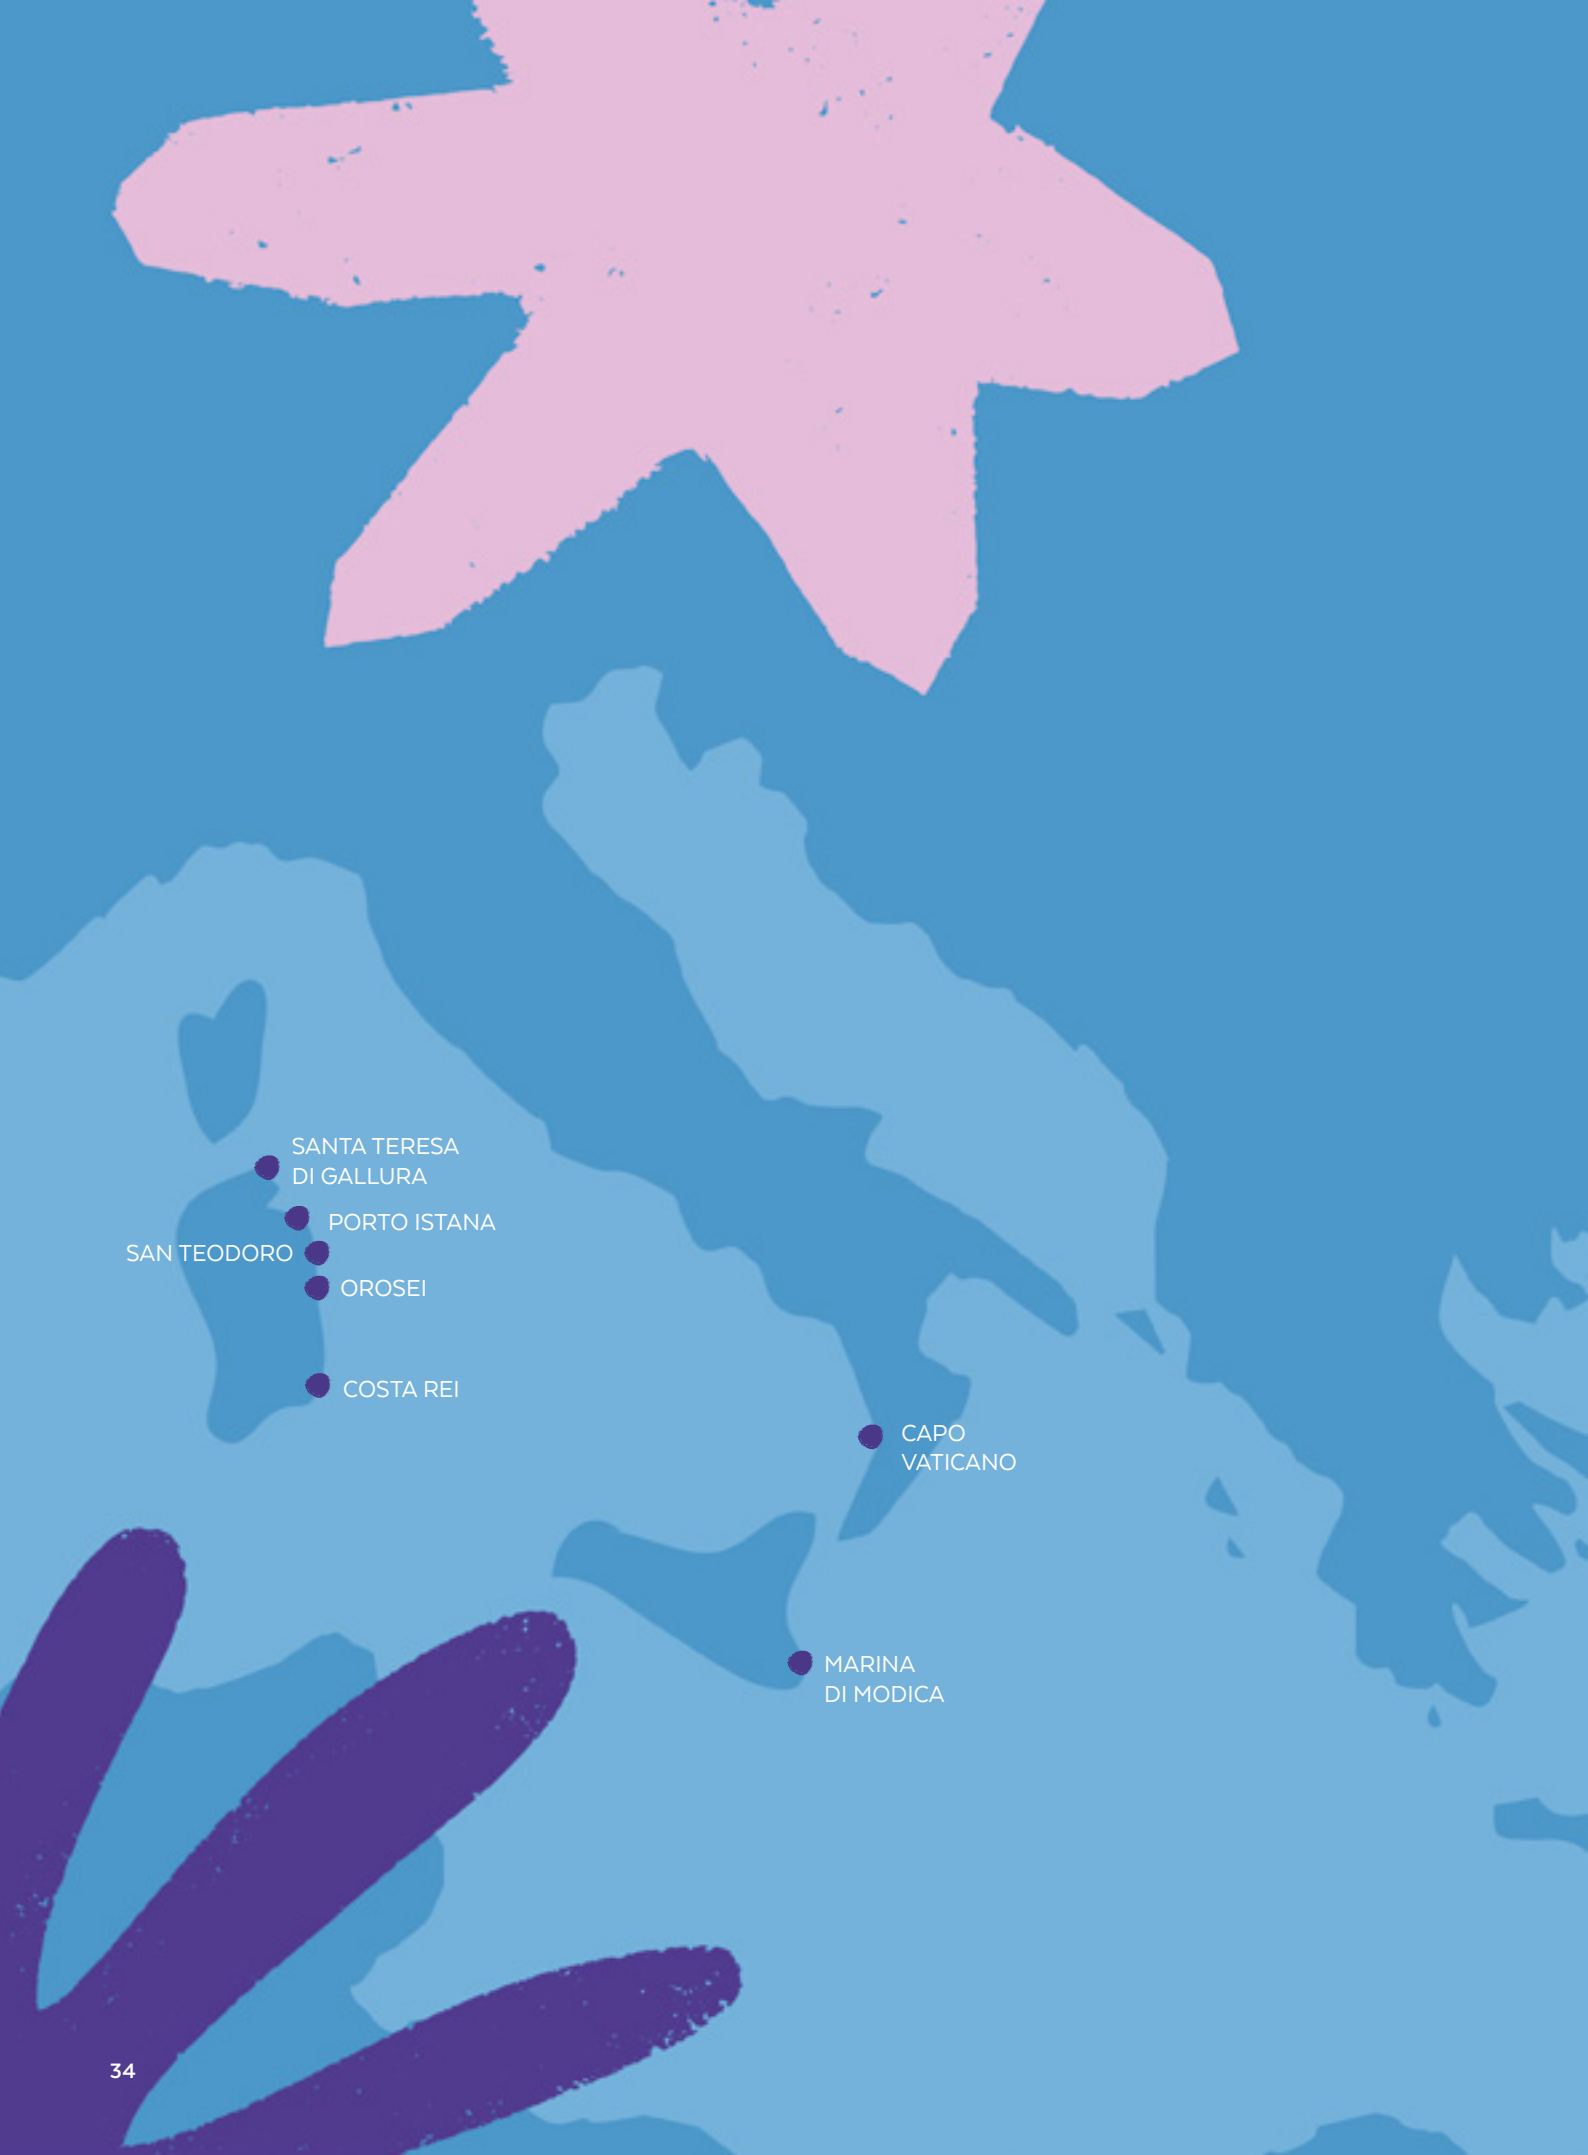 SANTA TERESA
DI GALLURA
PORTO ISTANA
SAN TEODORO
OROSEI
COSTA REI
CAPO
VATICANO
MARINA
DI MODICA
34